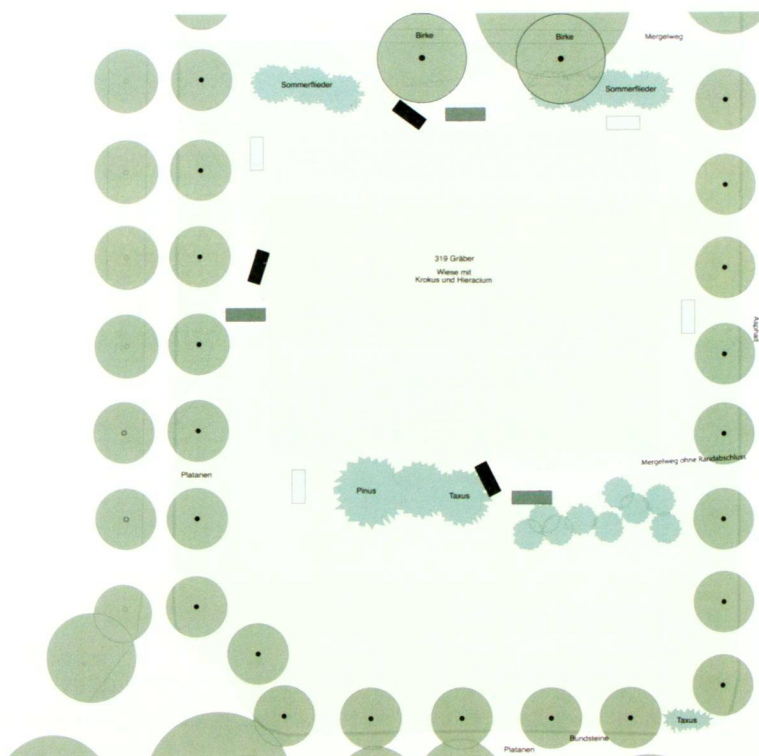 Birke
Birke
Mergelweg
Sommerflieder
Sommerflieder
319 Gräber
Wiese mit
Krokus und Hieracium
Asphalt
Mergelweg ohne Randabschluss
Platanen
Pinus
Taxus
Taxus
Bundsteine
Platanen